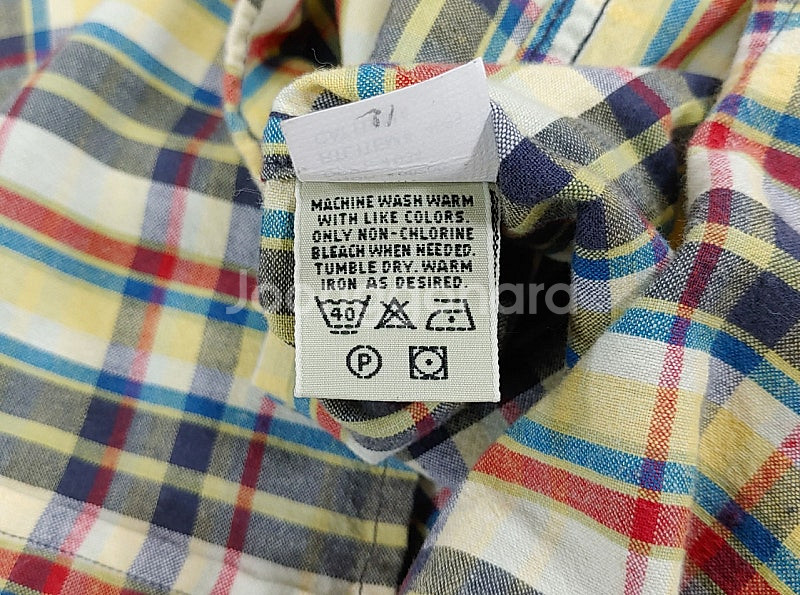 MACHINE WASH WARM
WITH LIKE COLORS.
ONLY NON-CHLORINE
BLEACH WHEN NEEDED.
TUMBLE DRY. WARM
IRON AS DESIRED.
40
P